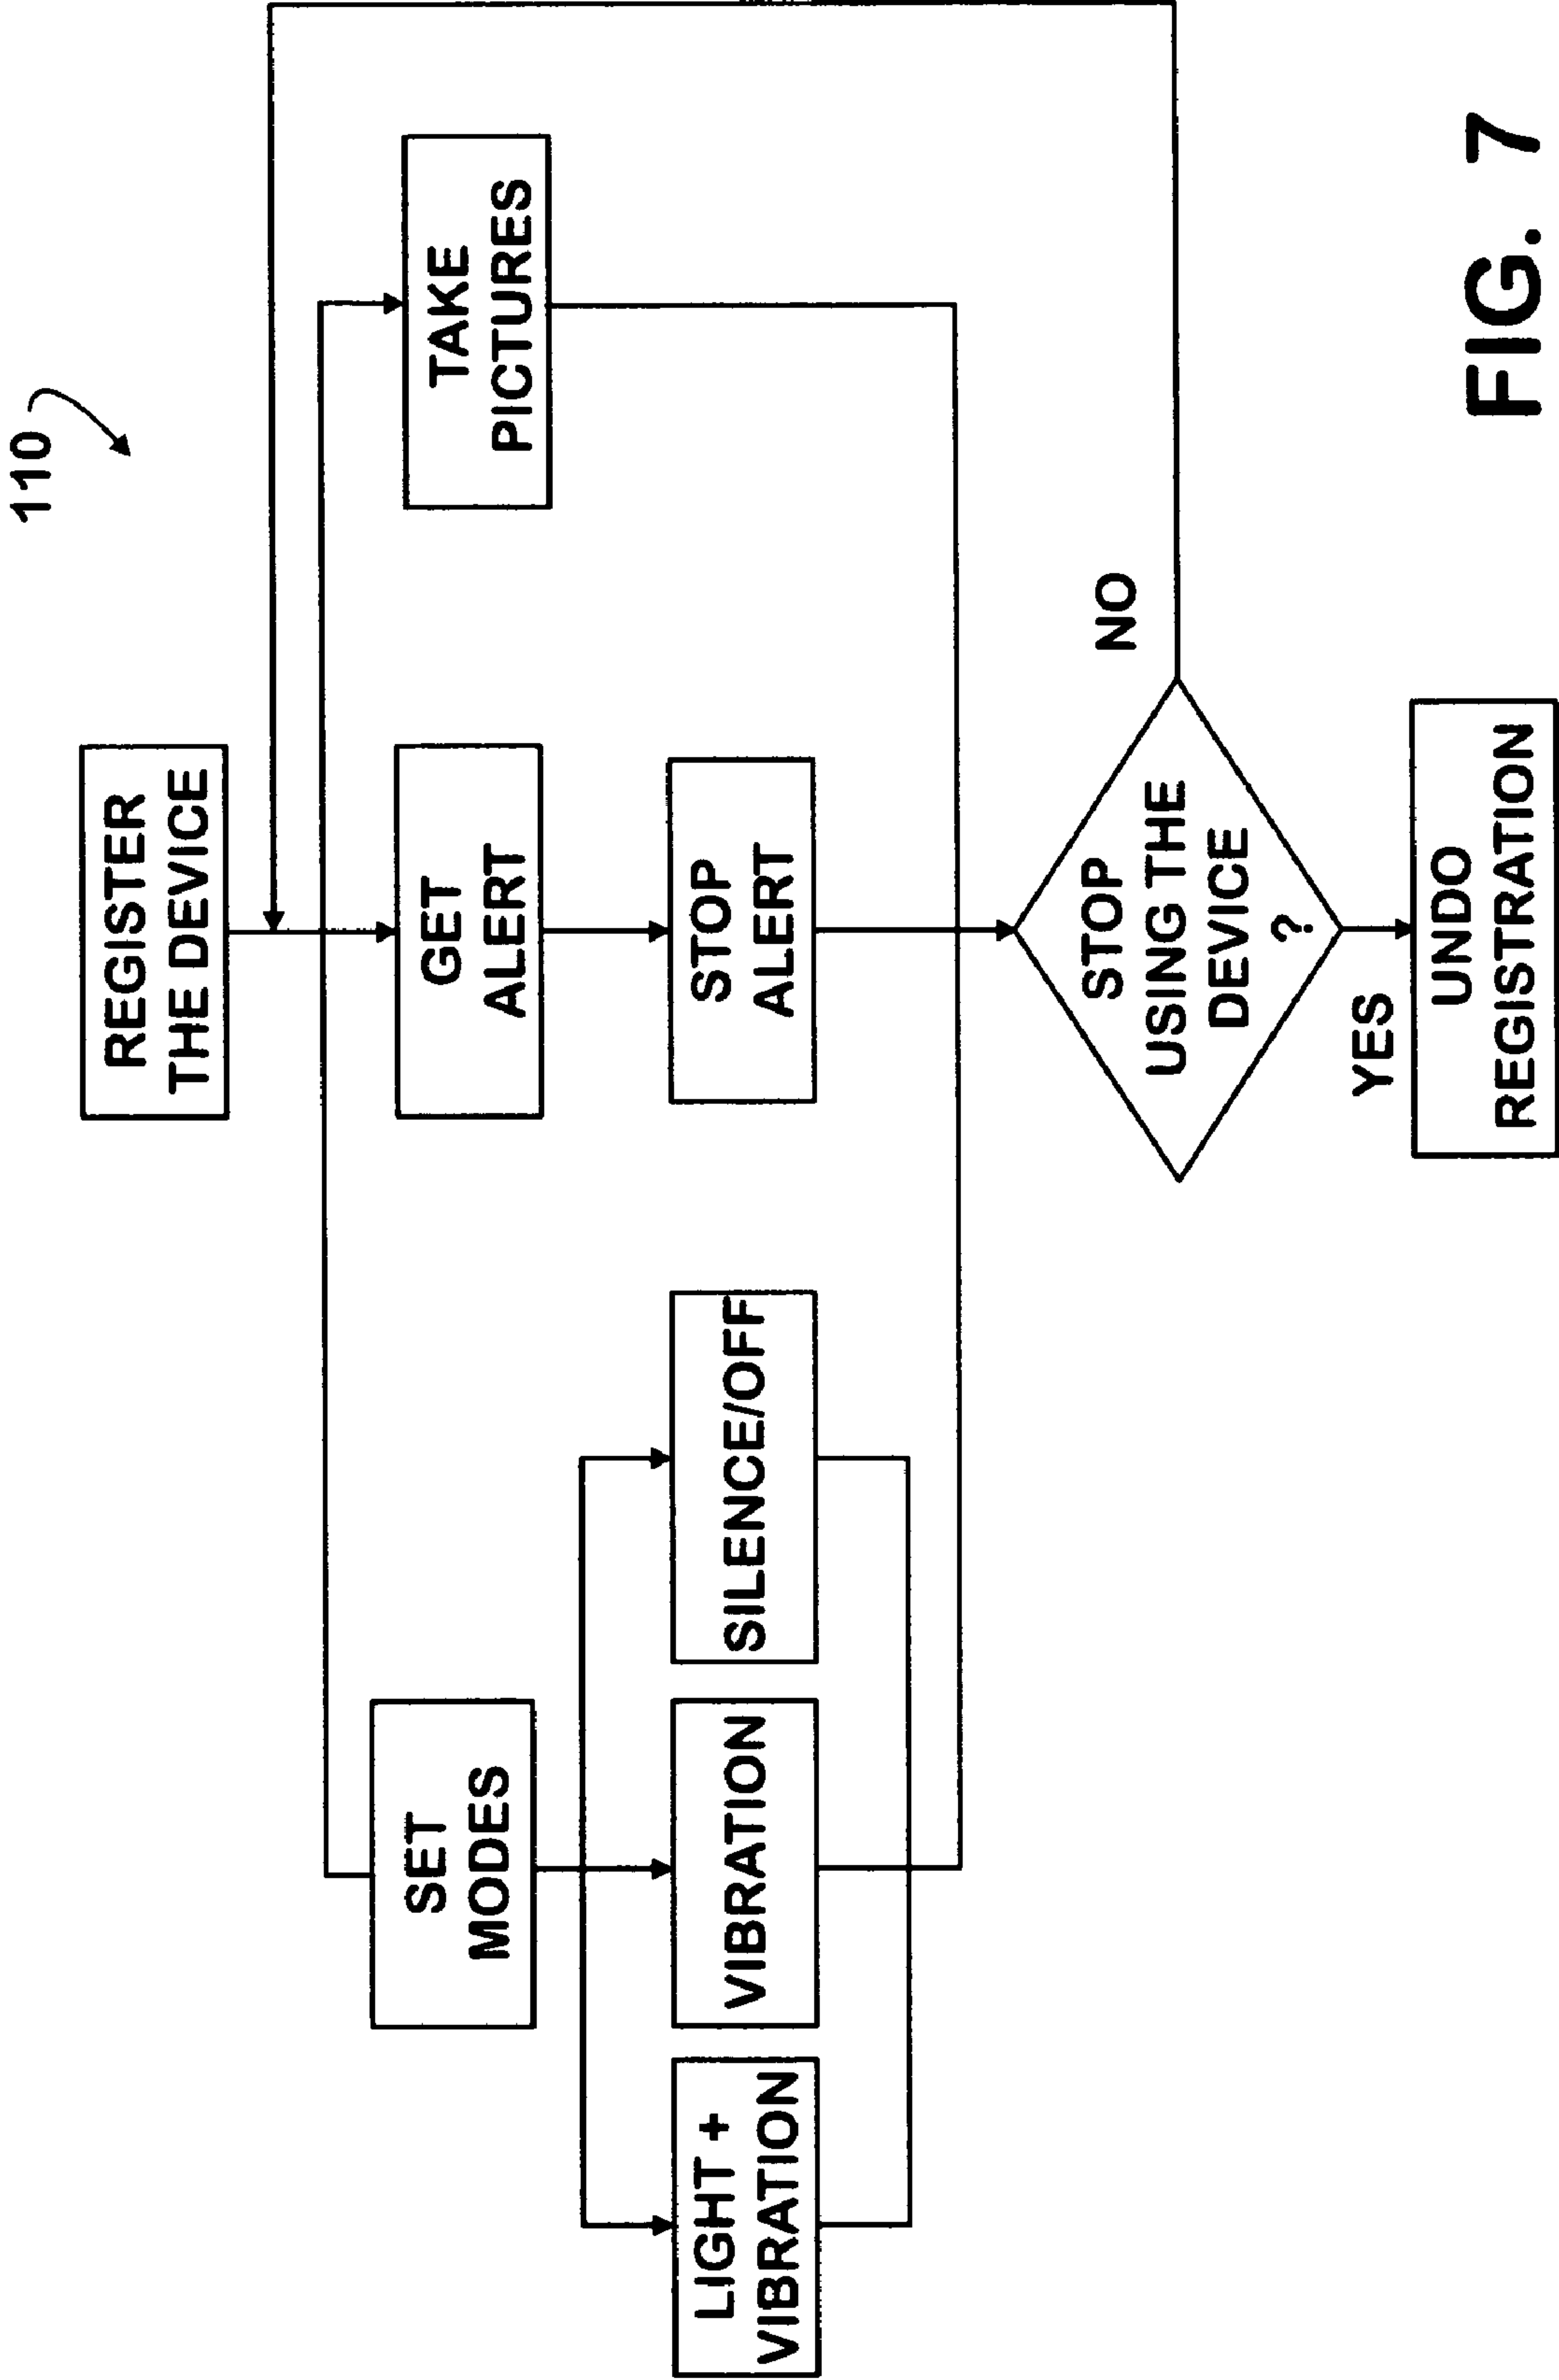 110
REGISTER
THE DEVICE
SET
MODES
GET
ALERT
TAKE
PICTURES
LIGHT +
VIBRATION
VIBRATION
SILENCE/OFF
STOP
ALERT
STOP
USING THE
DEVICE
?
NO
YES
UNDO
REGISTRATION
FIG. 7